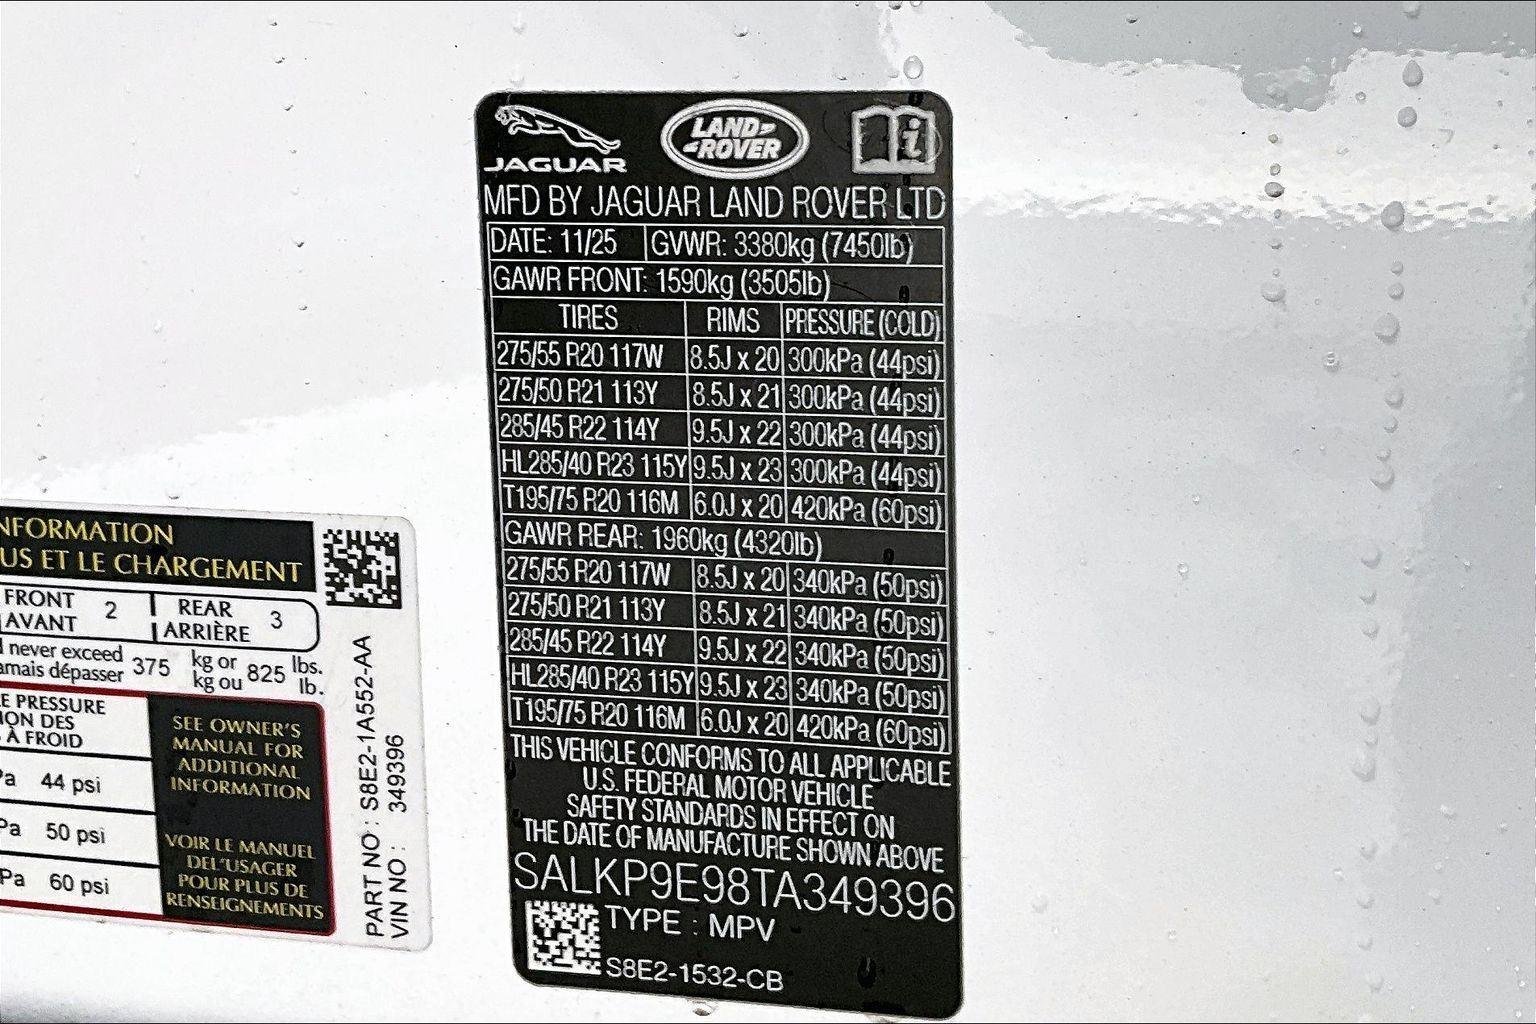 JAGUAR LAND ROVER
MFD BY JAGUAR LAND ROVER LTD
DATE: 11/25 GVWR: 3380kg (7450lb)
GAWR FRONT: 1590kg (3505lb)
TIRES RIMS PRESSURE (COLD)
275/55 R20 117W 8.5J x 20 300kPa (44psi)
275/50 R21 113Y 8.5J x 21 300kPa (44psi)
285/45 R22 114Y 9.5J x 22 300kPa (44psi)
HL285/40 R23 115Y 9.5J x 23 300kPa (44psi)
T195/75 R20 116M 6.0J x 20 420kPa (60psi)
GAWR REAR: 1960kg (4320lb)
275/55 R20 117W 8.5J x 20 340kPa (50psi)
275/50 R21 113Y 8.5J x 21 340kPa (50psi)
285/45 R22 114Y 9.5J x 22 340kPa (50psi)
HL285/40 R23 115Y 9.5J x 23 340kPa (50psi)
T195/75 R20 116M 6.0J x 20 420kPa (60psi)
THIS VEHICLE CONFORMS TO ALL APPLICABLE
U.S. FEDERAL MOTOR VEHICLE
SAFETY STANDARDS IN EFFECT ON
THE DATE OF MANUFACTURE SHOWN ABOVE
SALKP9E98TA349396
TYPE : MPV
S8E2-1532-CB
NFORMATION
US ET LE CHARGEMENT
FRONT 2 REAR 3
AVANT ARRIÈRE
never exceed 375 kg or 825 lbs.
amais dépasser kg ou lb.
E PRESSURE
ION DES
À FROID
Pa 44 psi
Pa 50 psi
Pa 60 psi
SEE OWNER'S
MANUAL FOR
ADDITIONAL
INFORMATION
VOIR LE MANUEL
DEL'USAGER
POUR PLUS DE
RENSEIGNEMENTS
PART NO : S8E2-1A552-AA
VIN NO : 349396